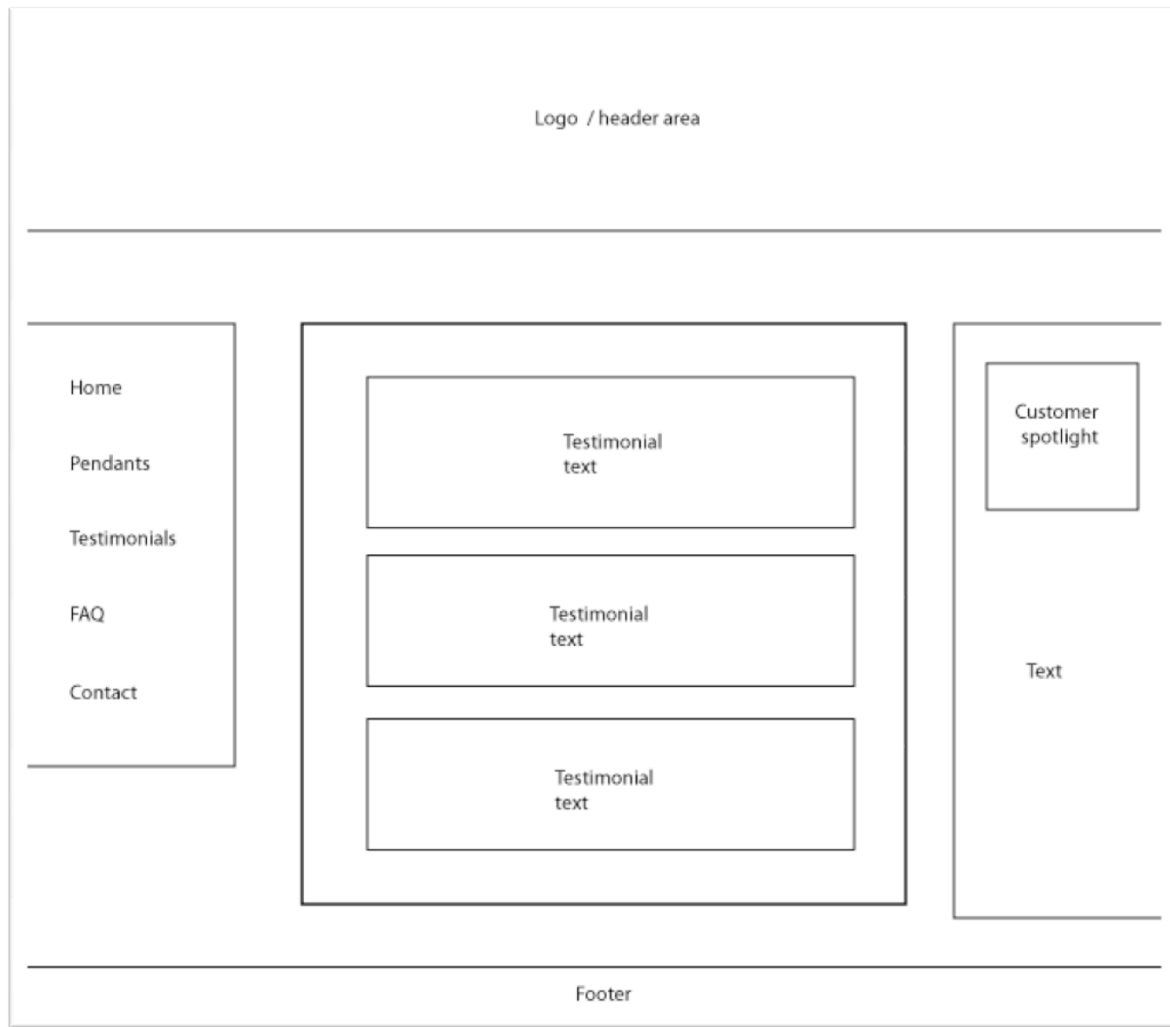 Logo / header area
Home
Pendants
Testimonials
FAQ
Contact
Testimonial
text
Testimonial
text
Testimonial
text
Customer
spotlight
Text
Footer